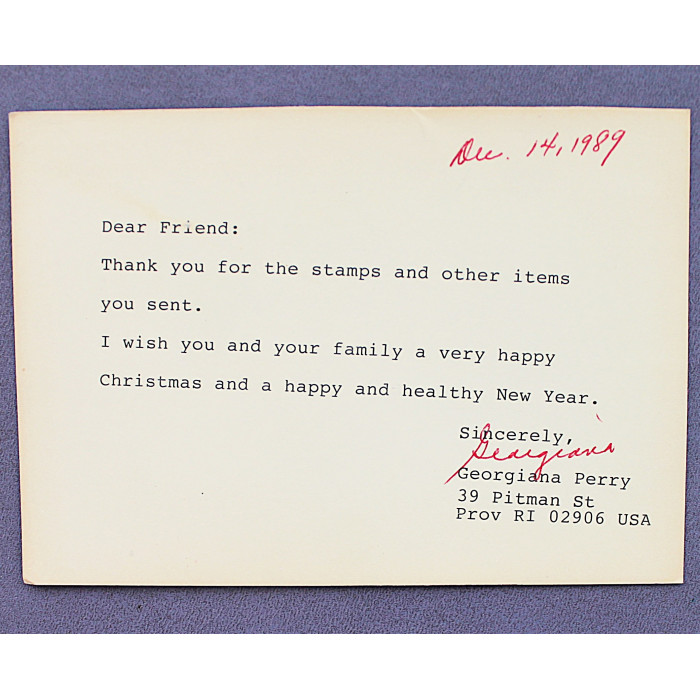 Dec. 14, 1989
Dear Friend:
Thank you for the stamps and other items
you sent.
I wish you and your family a very happy
Christmas and a happy and healthy New Year.
Sincerely,
Georgiana
Georgiana Perry
39 Pitman St
Prov RI 02906 USA